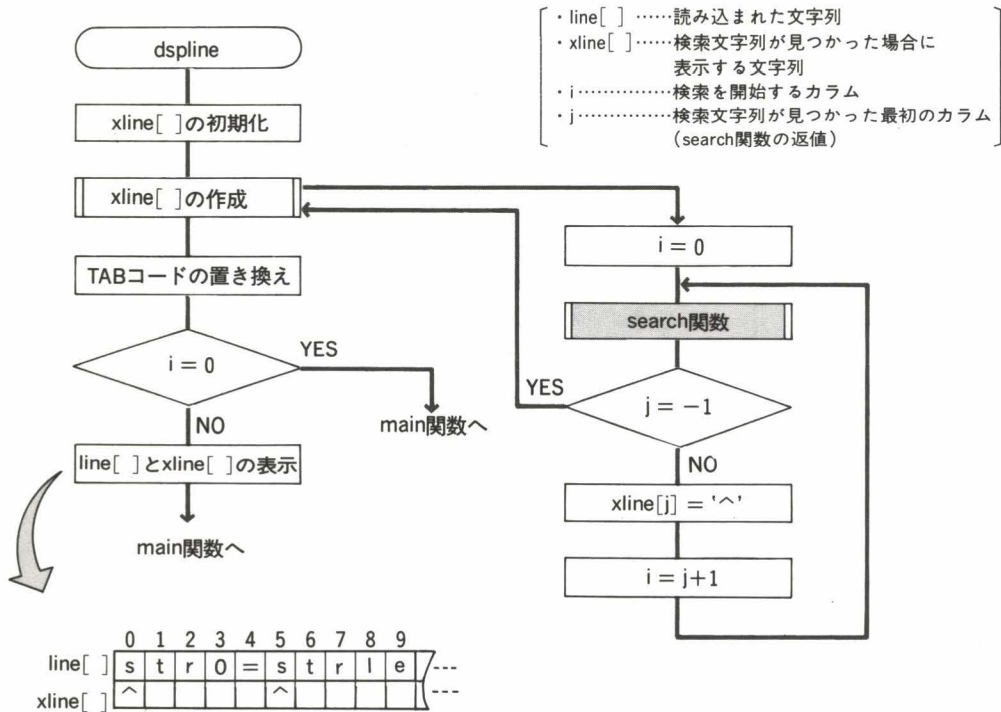 ・line[ ] ……読み込まれた文字列
・xline[ ]……検索文字列が見つかった場合に
表示する文字列
・i……………検索を開始するカラム
・j……………検索文字列が見つかった最初のカラム
(search関数の返値)
dspline
xline[ ]の初期化
xline[ ]の作成
TABコードの置き換え
i = 0
YES
main関数へ
NO
line[ ]とxline[ ]の表示
main関数へ
i = 0
search関数
YES
j = −1
NO
xline[j] = '^'
i = j+1
0 1 2 3 4 5 6 7 8 9
line[ ] s t r 0 = s t r l e ---
xline[ ] ^ ^ ---